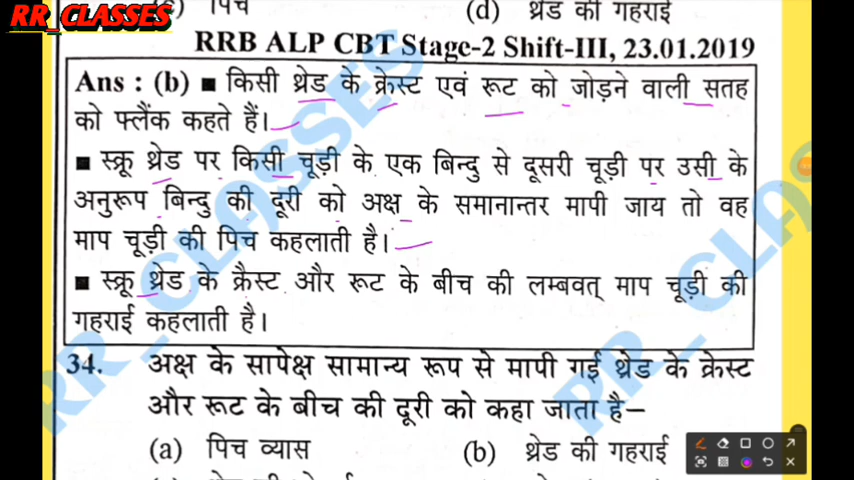 RR_CLASSES
पिच
(d) थ्रेड की गहराई
RRB ALP CBT Stage-2 Shift-III, 23.01.2019
Ans : (b) ■ किसी थ्रेड के क्रेस्ट एवं रूट को जोड़ने वाली सतह
को फ्लैंक कहते हैं।
■ स्क्रू थ्रेड पर किसी चूड़ी के एक बिन्दु से दूसरी चूड़ी पर उसी के
अनुरूप बिन्दु की दूरी को अक्ष के समानान्तर मापी जाय तो वह
माप चूड़ी की पिच कहलाती है।
■ स्क्रू थ्रेड के क्रैस्ट और रूट के बीच की लम्बवत् माप चूड़ी की
गहराई कहलाती है।
34. अक्ष के सापेक्ष सामान्य रूप से मापी गई थ्रेड के क्रेस्ट
और रूट के बीच की दूरी को कहा जाता है–
(a) पिच व्यास (b) थ्रेड की गहराई
RR_CLASSES